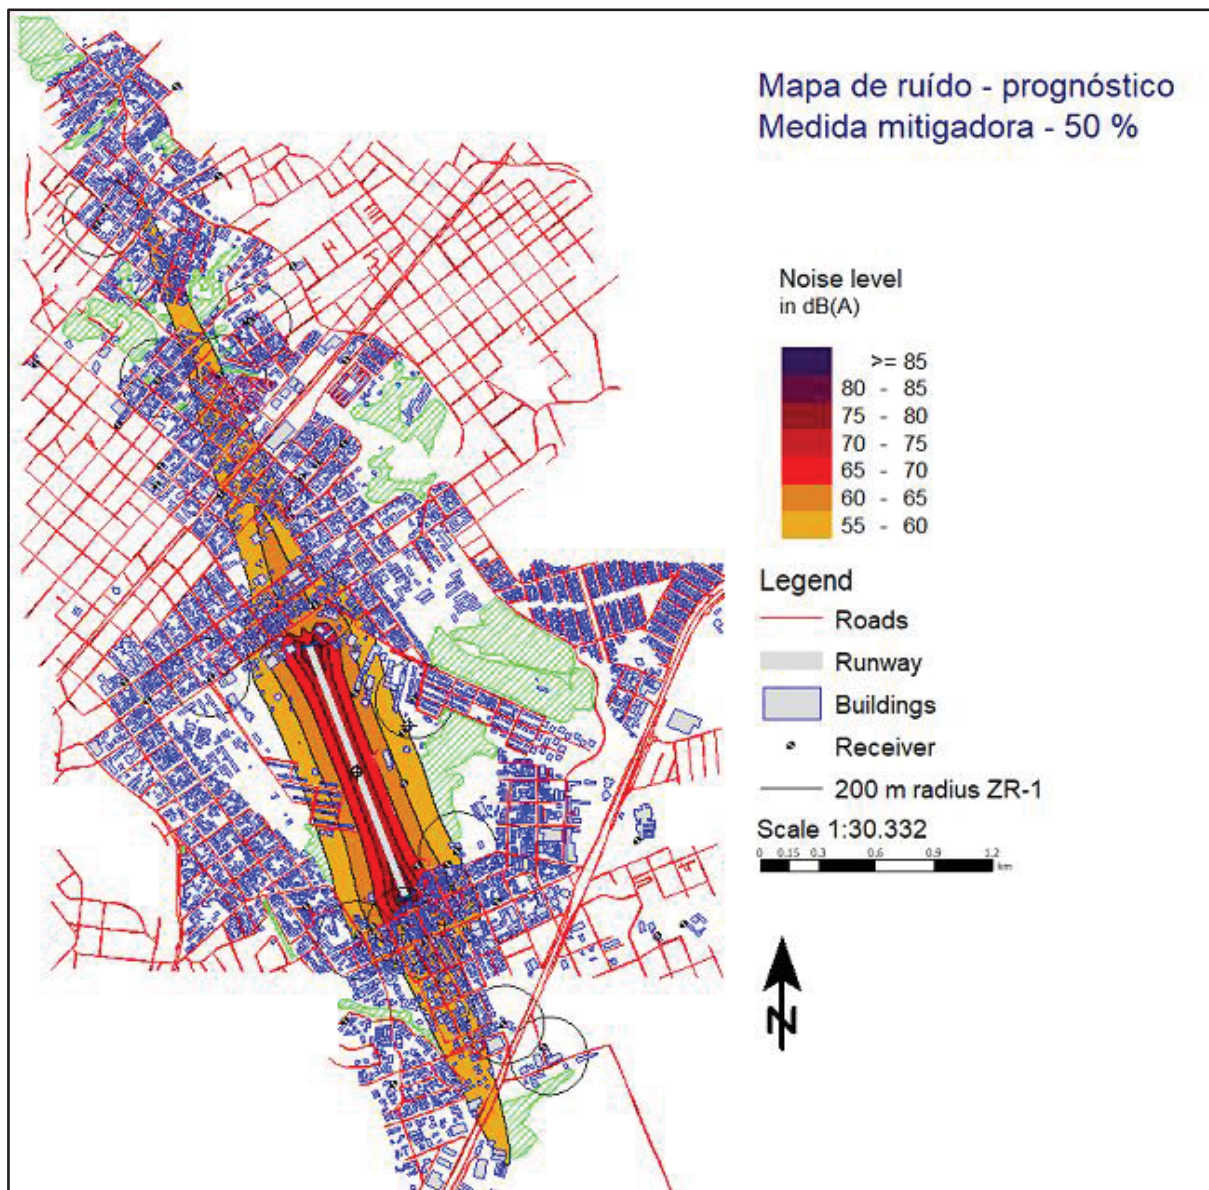 Mapa de ruído - prognóstico
Medida mitigadora - 50 %
Noise level
in dB(A)
>= 85
80 - 85
75 - 80
70 - 75
65 - 70
60 - 65
55 - 60
Legend
Roads
Runway
Buildings
Receiver
200 m radius ZR-1
Scale 1:30.332
0 0.15 0.3 0.6 0.9 1.2
km
N